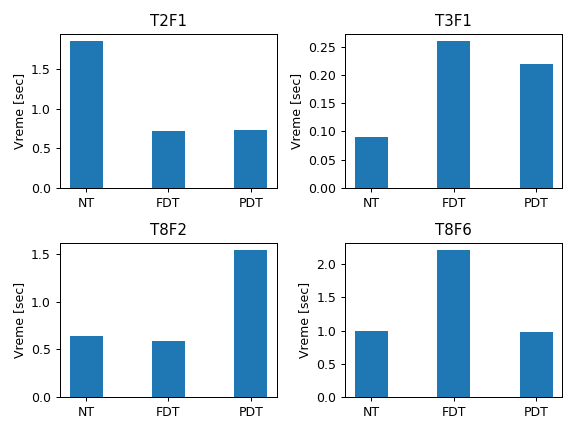 T2F1
Vreme [sec]
1.5
1.0
0.5
0.0
NT FDT PDT
T3F1
Vreme [sec]
0.25
0.20
0.15
0.10
0.05
0.00
NT FDT PDT
T8F2
Vreme [sec]
1.5
1.0
0.5
0.0
NT FDT PDT
T8F6
Vreme [sec]
2.0
1.5
1.0
0.5
0.0
NT FDT PDT